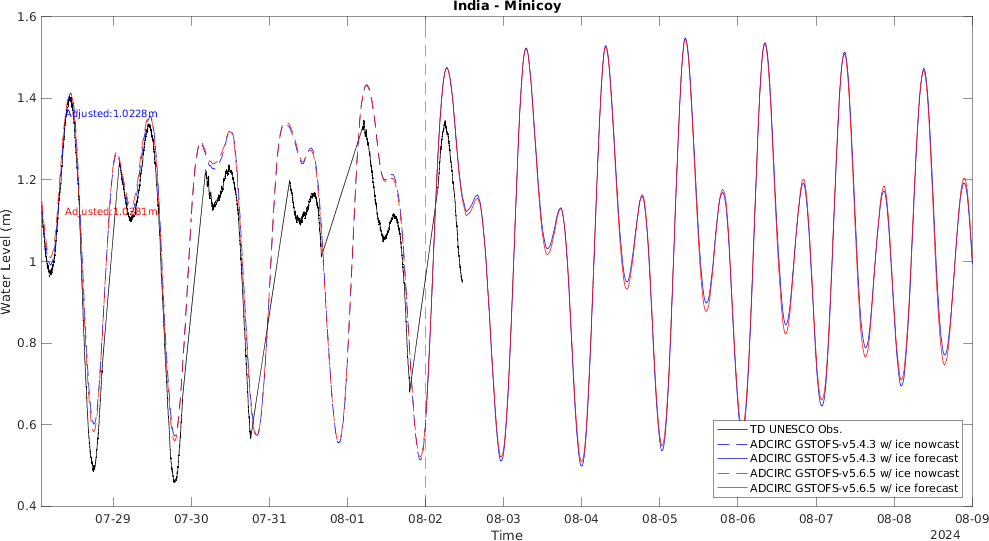 India - Minicoy
1.6
1.4
1.2
1
0.8
0.6
0.4
Water Level (m)
Adjusted:1.0228m
Adjusted:1.0381m
TD UNESCO Obs.
ADCIRC GSTOFS-v5.4.3 w/ ice nowcast
ADCIRC GSTOFS-v5.4.3 w/ ice forecast
ADCIRC GSTOFS-v5.6.5 w/ ice nowcast
ADCIRC GSTOFS-v5.6.5 w/ ice forecast
07-29 07-30 07-31 08-01 08-02 08-03 08-04 08-05 08-06 08-07 08-08 08-09
Time
2024